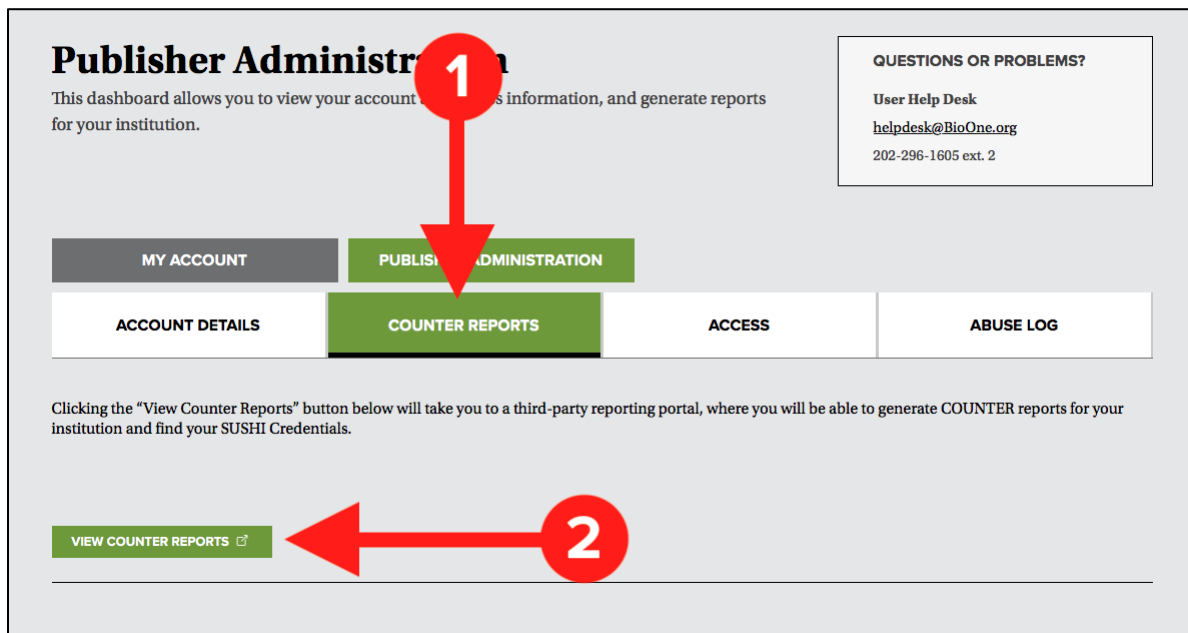 Publisher Administration
This dashboard allows you to view your account s information, and generate reports
for your institution.
1
QUESTIONS OR PROBLEMS?
User Help Desk
helpdesk@BioOne.org
202-296-1605 ext. 2
MY ACCOUNT
PUBLISHER ADMINISTRATION
ACCOUNT DETAILS
COUNTER REPORTS
ACCESS
ABUSE LOG
Clicking the “View Counter Reports” button below will take you to a third-party reporting portal, where you will be able to generate COUNTER reports for your
institution and find your SUSHI Credentials.
VIEW COUNTER REPORTS
2